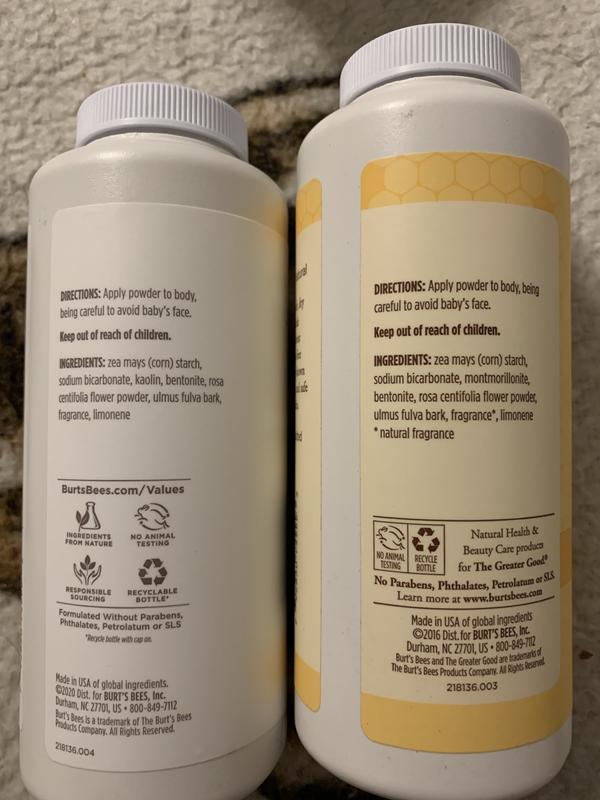 DIRECTIONS: Apply powder to body,
being careful to avoid baby's face.
Keep out of reach of children.
INGREDIENTS: zea mays (corn) starch,
sodium bicarbonate, kaolin, bentonite, rosa
centifolia flower powder, ulmus fulva bark,
fragrance, limonene
BurtsBees.com/Values
INGREDIENTS
FROM NATURE
NO ANIMAL
TESTING
RESPONSIBLE
SOURCING
RECYCLABLE
BOTTLE*
Formulated Without Parabens,
Phthalates, Petrolatum or SLS
*Recycle bottle with cap on.
Made in USA of global ingredients.
©2020 Dist. for BURT'S BEES, Inc.
Durham, NC 27701, US • 800-849-7112
Burt's Bees is a trademark of The Burt's Bees
Products Company. All Rights Reserved.
218136.004
DIRECTIONS: Apply powder to body, being
careful to avoid baby's face.
Keep out of reach of children.
INGREDIENTS: zea mays (corn) starch,
sodium bicarbonate, montmorillonite,
bentonite, rosa centifolia flower powder,
ulmus fulva bark, fragrance*, limonene
* natural fragrance
NO ANIMAL
TESTING
RECYCLE
BOTTLE
Natural Health &
Beauty Care products
for The Greater Good®
No Parabens, Phthalates, Petrolatum or SLS.
Learn more at www.burtsbees.com
Made in USA of global ingredients
©2016 Dist. for BURT'S BEES, Inc.
Durham, NC 27701, US • 800-849-7112
Burt's Bees and The Greater Good are trademarks of
The Burt's Bees Products Company. All Rights Reserved.
218136.003